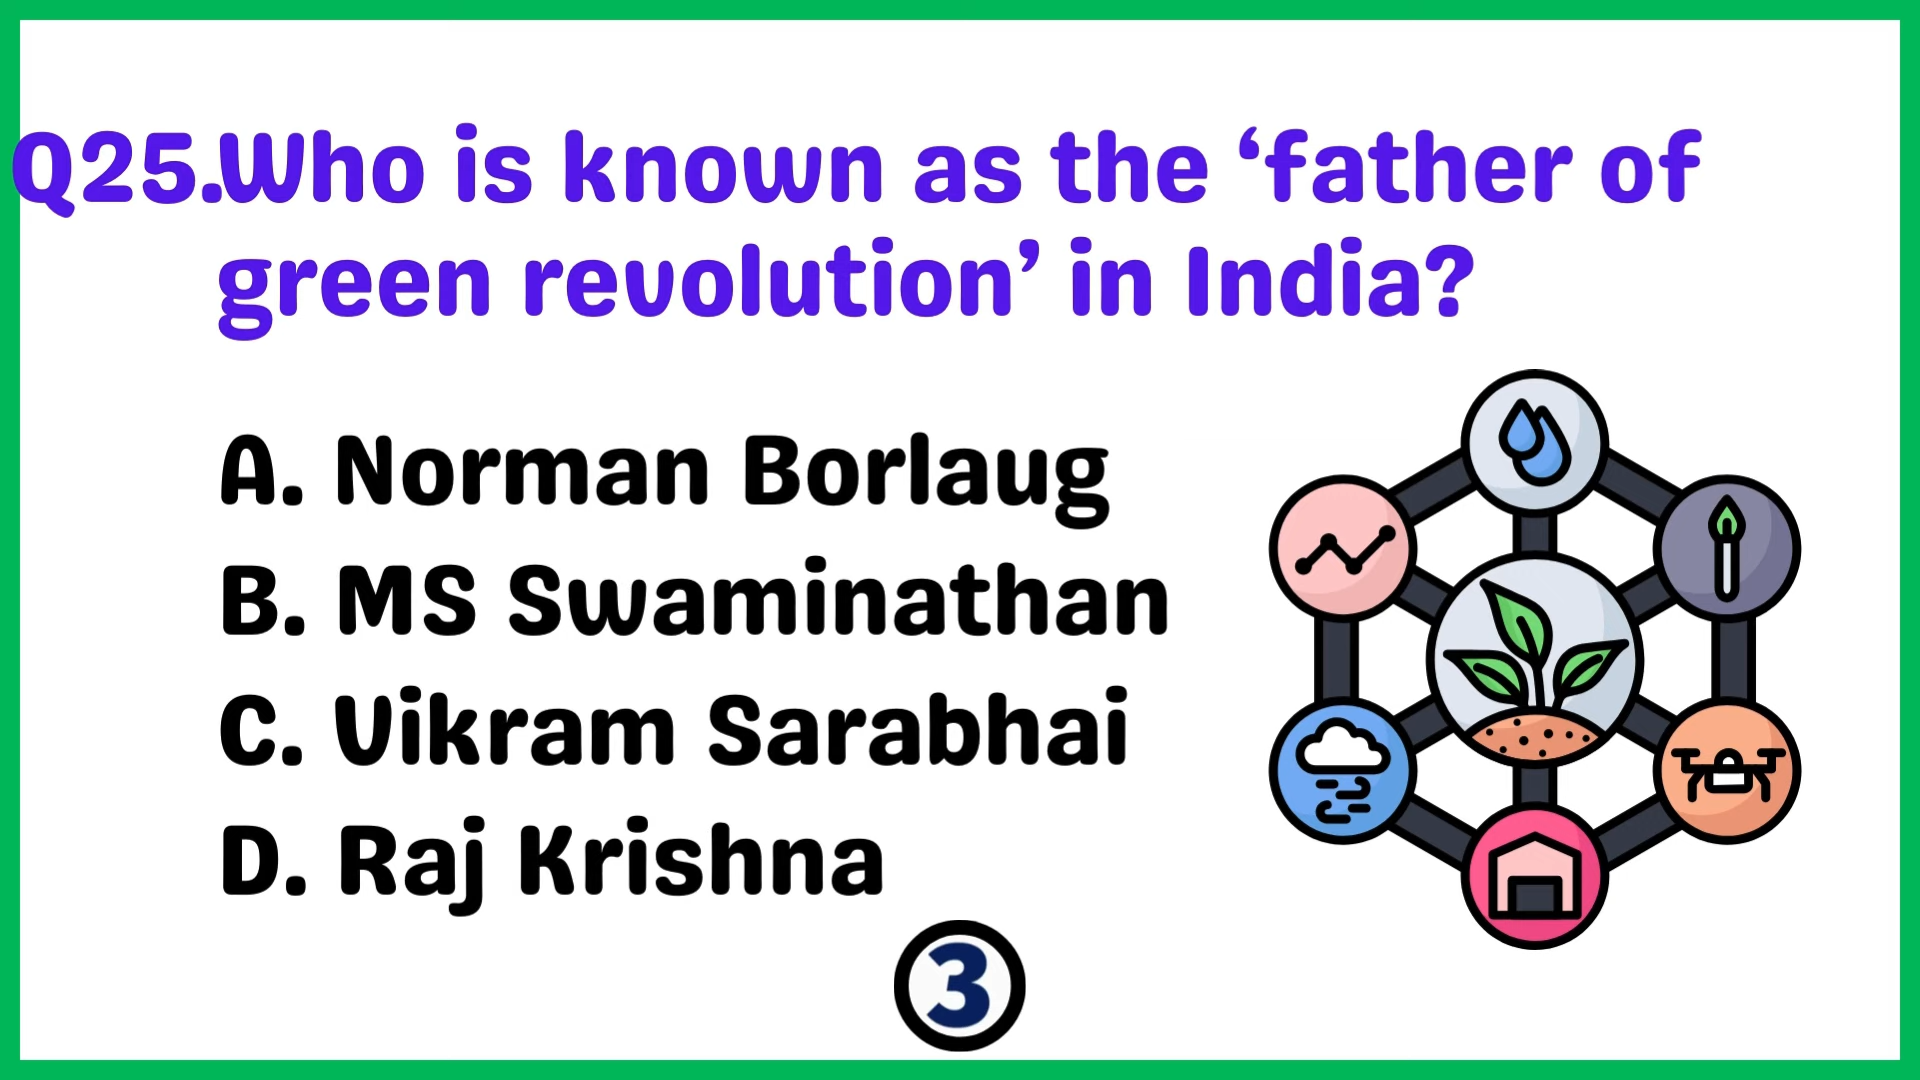 Q25.Who is known as the ‘father of
green revolution’ in India?
A. Norman Borlaug
B. MS Swaminathan
C. Vikram Sarabhai
D. Raj Krishna
3